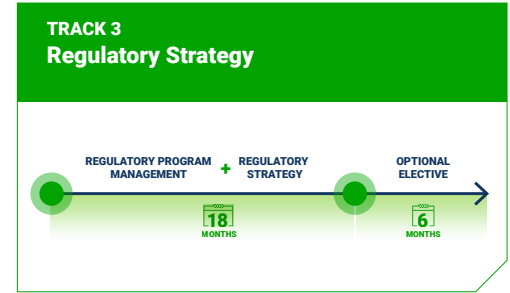 TRACK 3
Regulatory Strategy
REGULATORY PROGRAM
MANAGEMENT
+
REGULATORY
STRATEGY
OPTIONAL
ELECTIVE
18
MONTHS
6
MONTHS